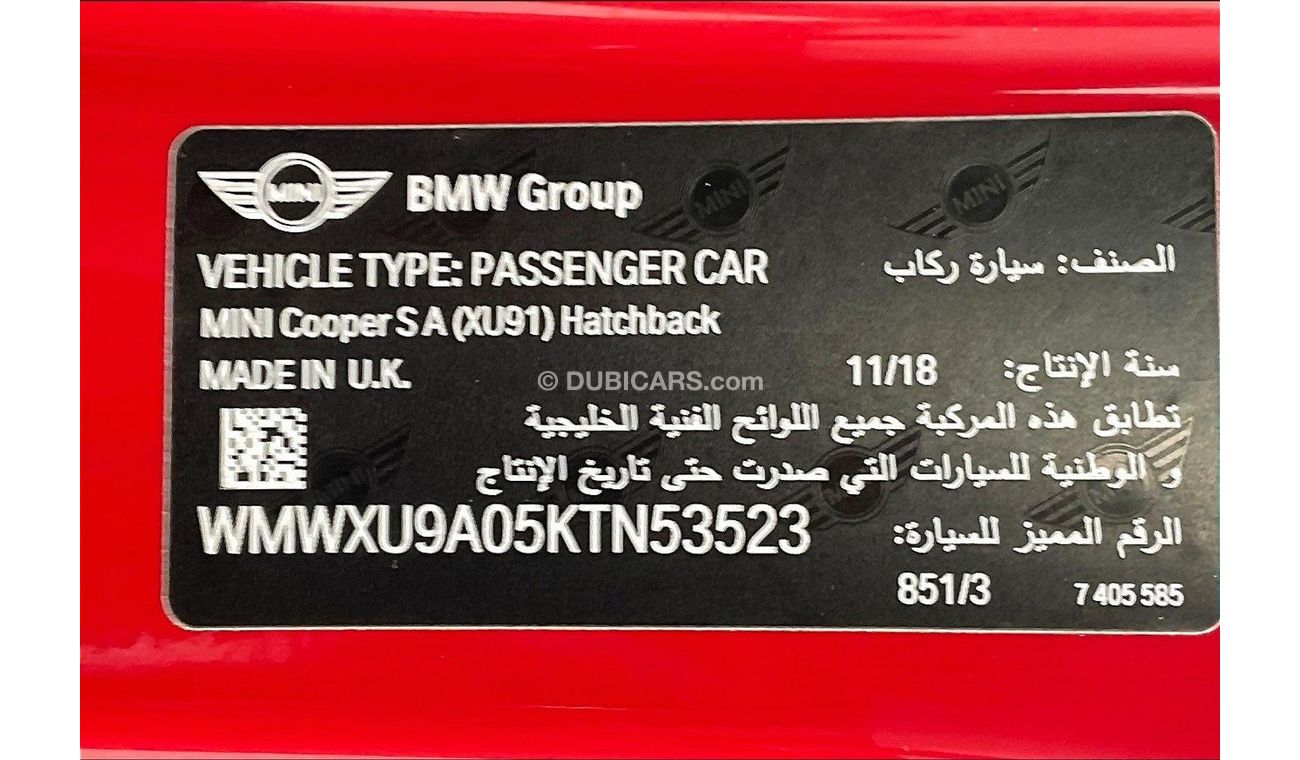 MINI BMW Group
VEHICLE TYPE: PASSENGER CAR الصنف: سيارة ركاب
MINI Cooper S A (XU91) Hatchback
MADE IN U.K. سنة الإنتاج: 11/18
© DUBICARS.com
تطابق هذه المركبة جميع اللوائح الفنية الخليجية
و الوطنية للسيارات التي صدرت حتى تاريخ الإنتاج
WMWXU9A05KTN53523 الرقم المميز للسيارة:
851/3 7 405 585